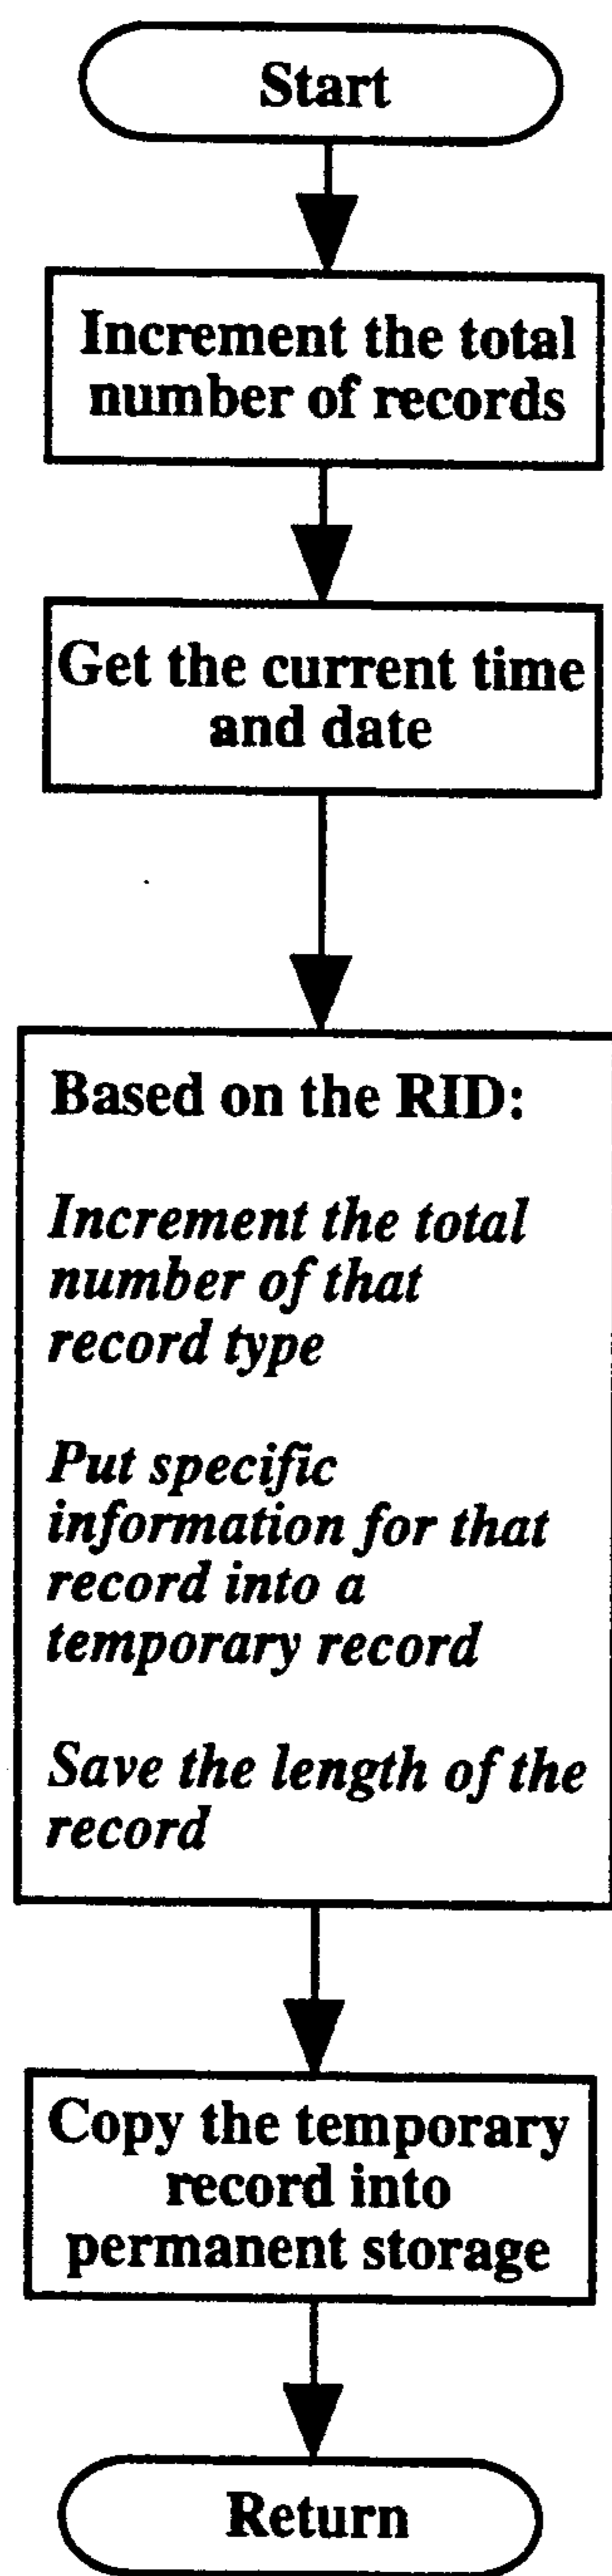 Start
Increment the total
number of records
Get the current time
and date
Based on the RID:
Increment the total
number of that
record type
Put specific
information for that
record into a
temporary record
Save the length of the
record
Copy the temporary
record into
permanent storage
Return